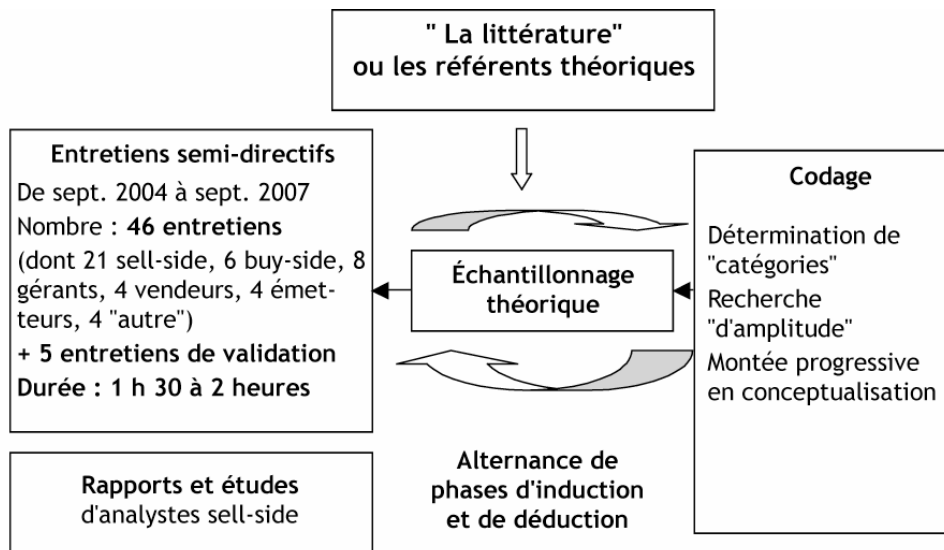 " La littérature"
ou les référents théoriques
Entretiens semi-directifs
De sept. 2004 à sept. 2007
Nombre : 46 entretiens
(dont 21 sell-side, 6 buy-side, 8
gérants, 4 vendeurs, 4 émet-
teurs, 4 "autre")
+ 5 entretiens de validation
Durée : 1 h 30 à 2 heures
Échantillonnage
théorique
Codage
Détermination de
"catégories"
Recherche
"d'amplitude"
Montée progressive
en conceptualisation
Rapports et études
d'analystes sell-side
Alternance de
phases d'induction
et de déduction